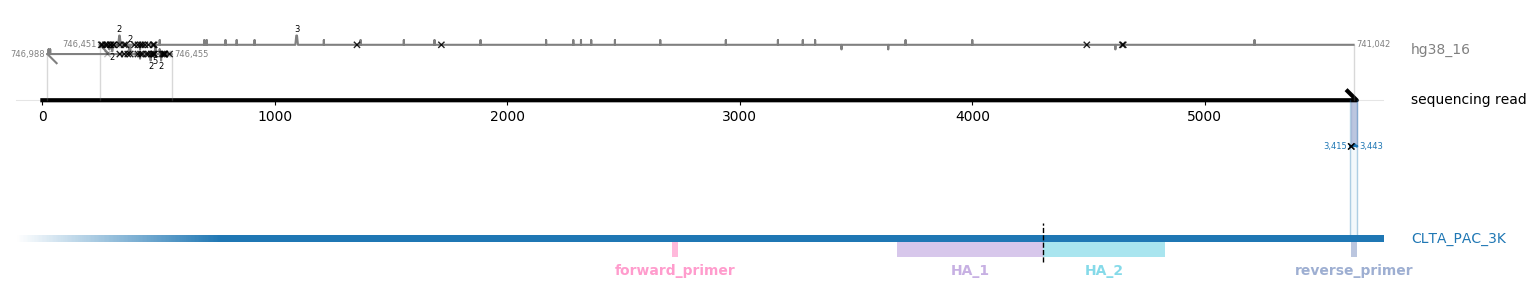 2 3
746,451 2 741,042
746,988 2 5 746,455 hg38_16
2 2
sequencing read
0 1000 2000 3000 4000 5000
3,415 3,443
CLTA_PAC_3K
forward_primer HA_1 HA_2 reverse_primer